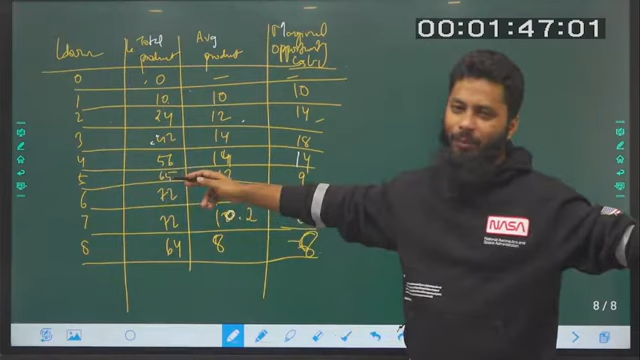 00:01:47:01
Total product
Avg product
Marginal opportunity cost
0 0 — —
1 10 10 10
2 24 12 14
3 42 14 18
4 56 14 14
5 65 9
6 72
7 72 10.2
8 64 8 -8
NASA
National Aeronautics and
Space Administration
8/8